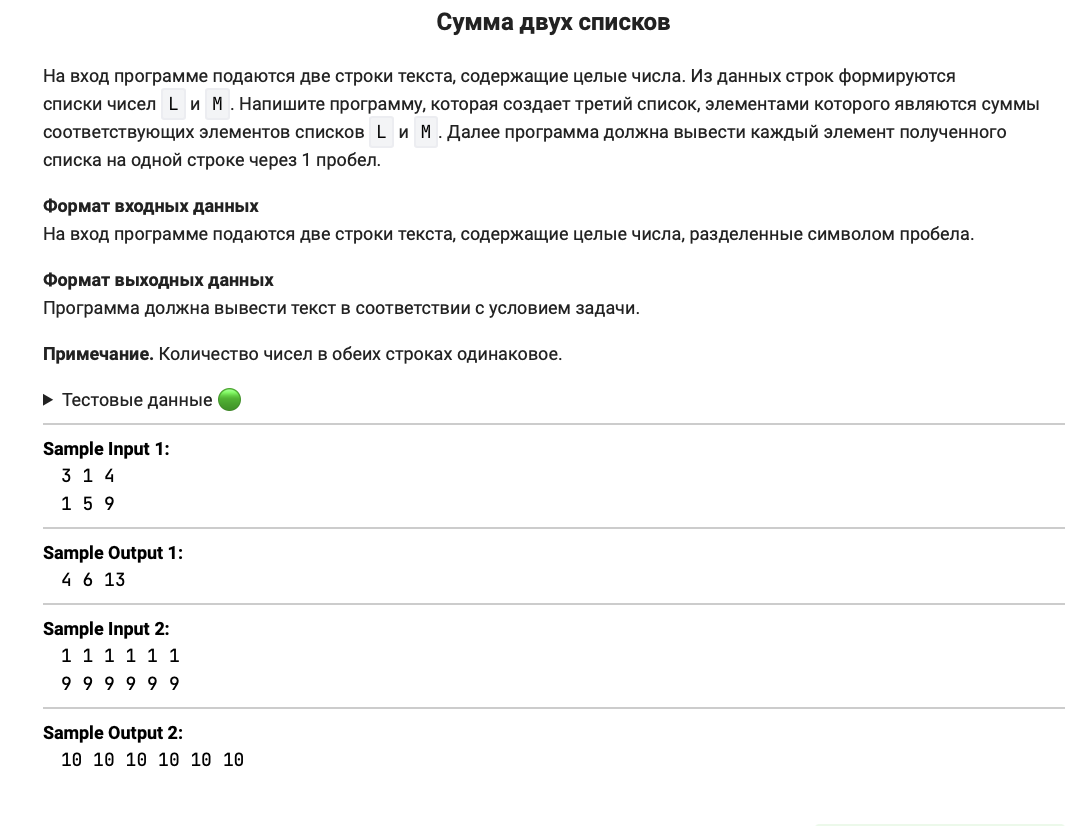 Сумма двух списков
На вход программе подаются две строки текста, содержащие целые числа. Из данных строк формируются
списки чисел L и M. Напишите программу, которая создает третий список, элементами которого являются суммы
соответствующих элементов списков L и M. Далее программа должна вывести каждый элемент полученного
списка на одной строке через 1 пробел.
Формат входных данных
На вход программе подаются две строки текста, содержащие целые числа, разделенные символом пробела.
Формат выходных данных
Программа должна вывести текст в соответствии с условием задачи.
Примечание. Количество чисел в обеих строках одинаковое.
Тестовые данные
Sample Input 1:
3 1 4
1 5 9
Sample Output 1:
4 6 13
Sample Input 2:
1 1 1 1 1 1
9 9 9 9 9 9
Sample Output 2:
10 10 10 10 10 10